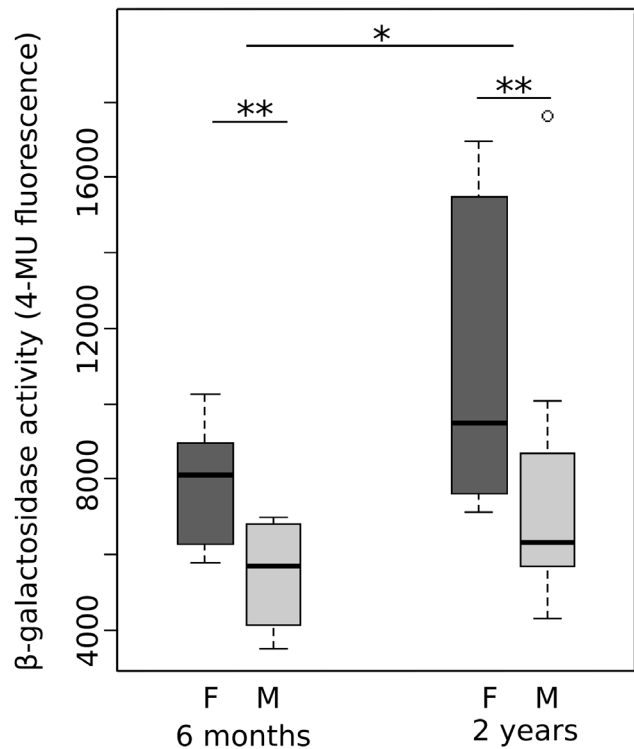 β-galactosidase activity (4-MU fluorescence)
16000
12000
8000
4000
*
**
**
F M F M
6 months 2 years